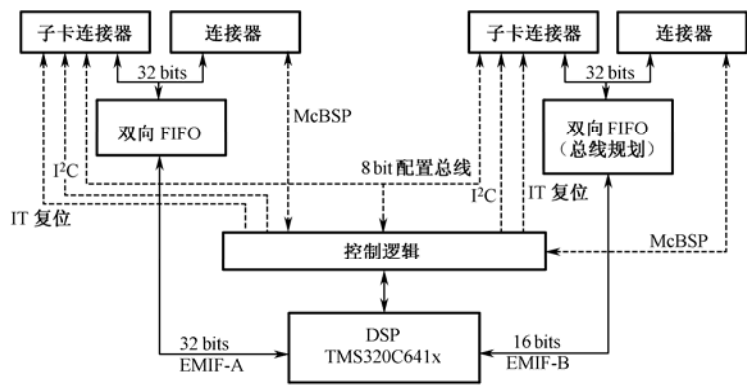 子卡连接器
连接器
子卡连接器
连接器
32 bits
32 bits
双向 FIFO
McBSP
双向 FIFO
（总线规划）
I²C
8 bit 配置总线
I²C
IT 复位
IT 复位
控制逻辑
McBSP
DSP
TMS320C641x
32 bits
EMIF-A
16 bits
EMIF-B